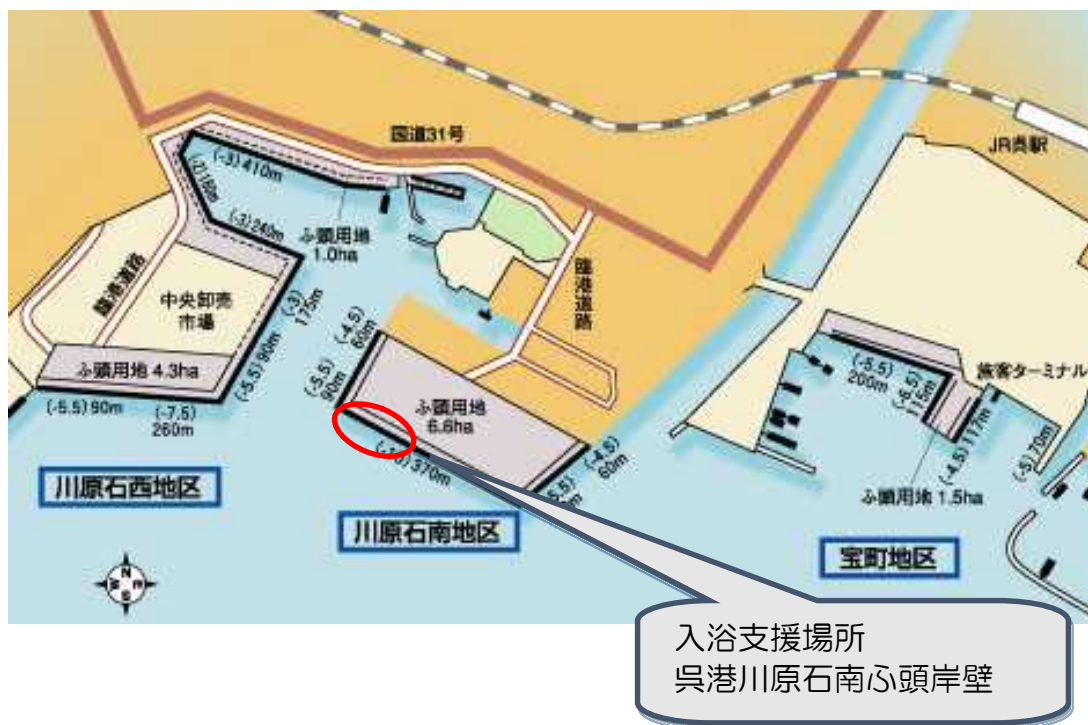 国道31号
JR呉駅
(-3) 410m
(-2) 180m
(-3) 240m
ふ頭用地
1.0ha
臨港道路
中央卸売
市場
(-3)
175m
臨港道路
ふ頭用地 4.3ha
(-5.5) 90m
(-5.5) 90m
(-7.5)
260m
(-4.5)
60m
(-5.5)
90m
ふ頭用地
6.6ha
370m
(-4.5)
60m
(-5.5)
200m
(-6.5)
115m
旅客ターミナル
(-4.5) 117m
(-5) 70m
ふ頭用地 1.5ha
川原石西地区
川原石南地区
宝町地区
N
E
S
W
入浴支援場所
呉港川原石南ふ頭岸壁